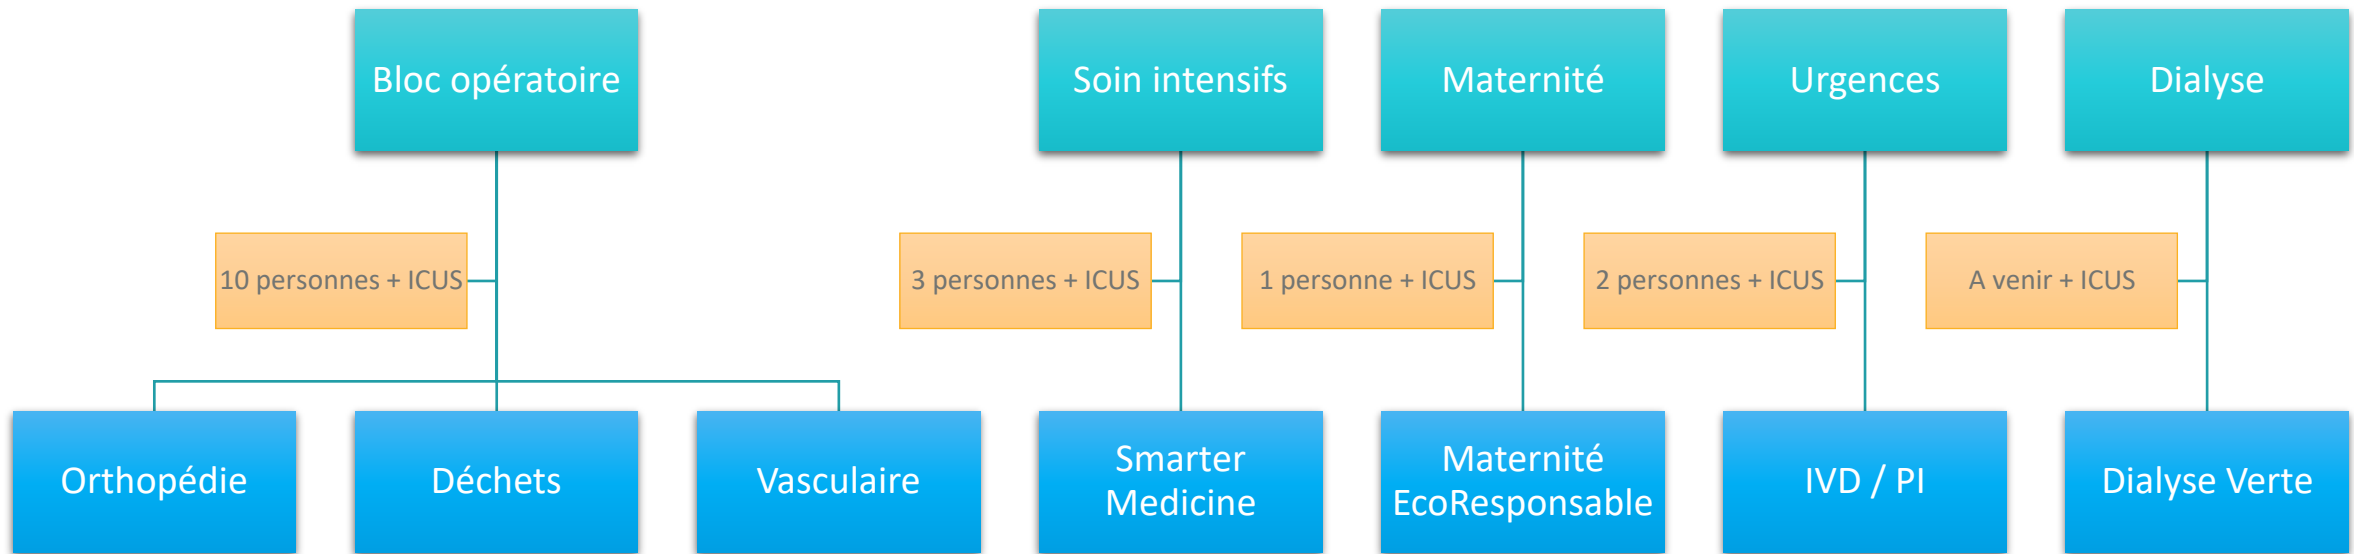 Bloc opératoire
Soin intensifs
Maternité
Urgences
Dialyse
10 personnes + ICUS
3 personnes + ICUS
1 personne + ICUS
2 personnes + ICUS
A venir + ICUS
Orthopédie
Déchets
Vasculaire
Smarter
Medicine
Maternité
EcoResponsable
IVD / PI
Dialyse Verte